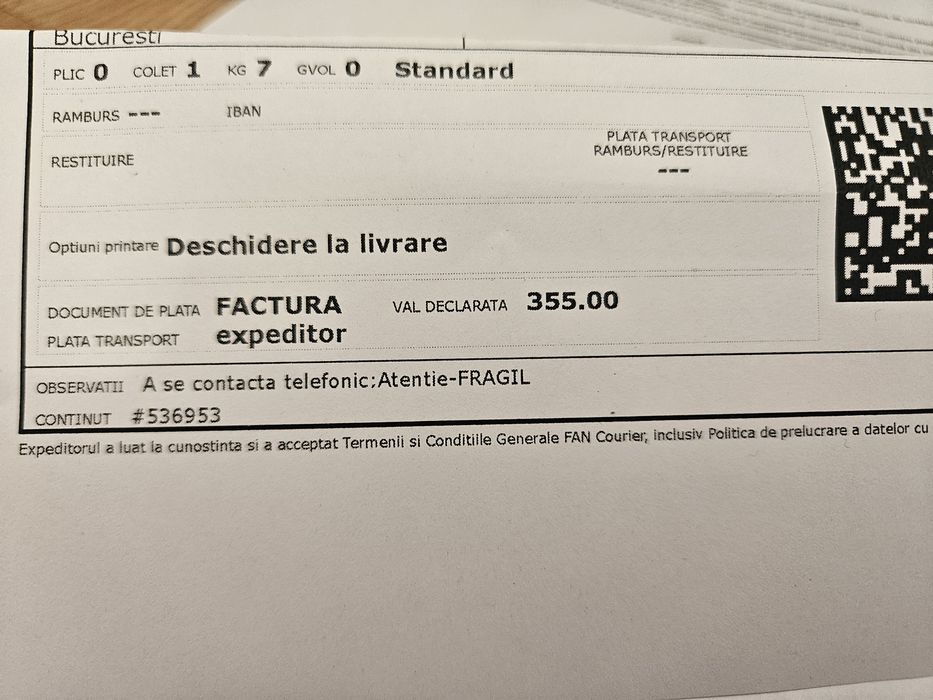 Bucuresti
PLIC 0 COLET 1 KG 7 GVOL 0 Standard
RAMBURS --- IBAN
PLATA TRANSPORT
RAMBURS/RESTITUIRE
RESTITUIRE
---
Optiuni printare Deschidere la livrare
DOCUMENT DE PLATA FACTURA VAL DECLARATA 355.00
PLATA TRANSPORT expeditor
OBSERVATII A se contacta telefonic;Atentie-FRAGIL
CONTINUT #536953
Expeditorul a luat la cunostinta si a acceptat Termenii si Conditiile Generale FAN Courier, inclusiv Politica de prelucrare a datelor cu